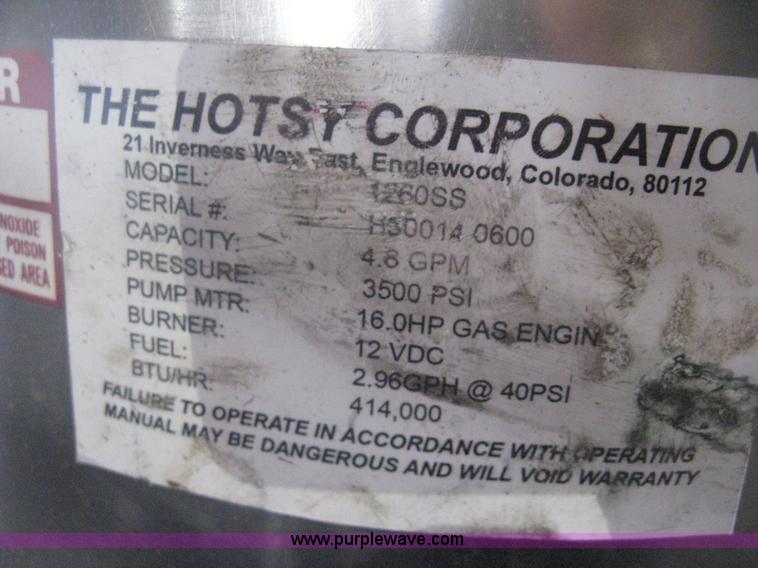 R
NOXIDE
POISON
ED AREA
THE HOTSY CORPORATION
21 Inverness Way East, Englewood, Colorado, 80112
MODEL: 1260SS
SERIAL #: H30014 0600
CAPACITY: 4.8 GPM
PRESSURE: 3500 PSI
PUMP MTR: 16.0HP GAS ENGIN
BURNER: 12 VDC
FUEL: 2.96GPH @ 40PSI
BTU/HR: 414,000
FAILURE TO OPERATE IN ACCORDANCE WITH OPERATING
MANUAL MAY BE DANGEROUS AND WILL VOID WARRANTY
www.purplewave.com